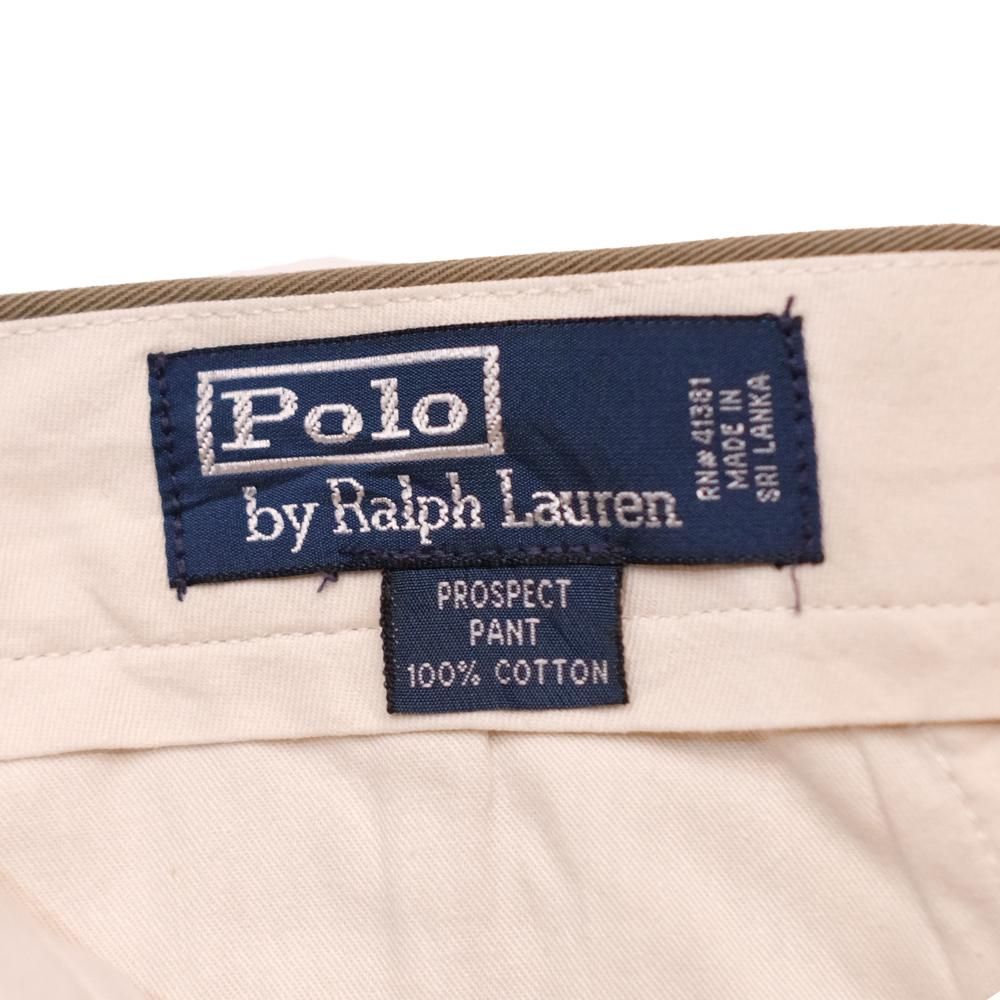 Polo
by Ralph Lauren
RN# 41381
MADE IN
SRI LANKA
PROSPECT
PANT
100% COTTON